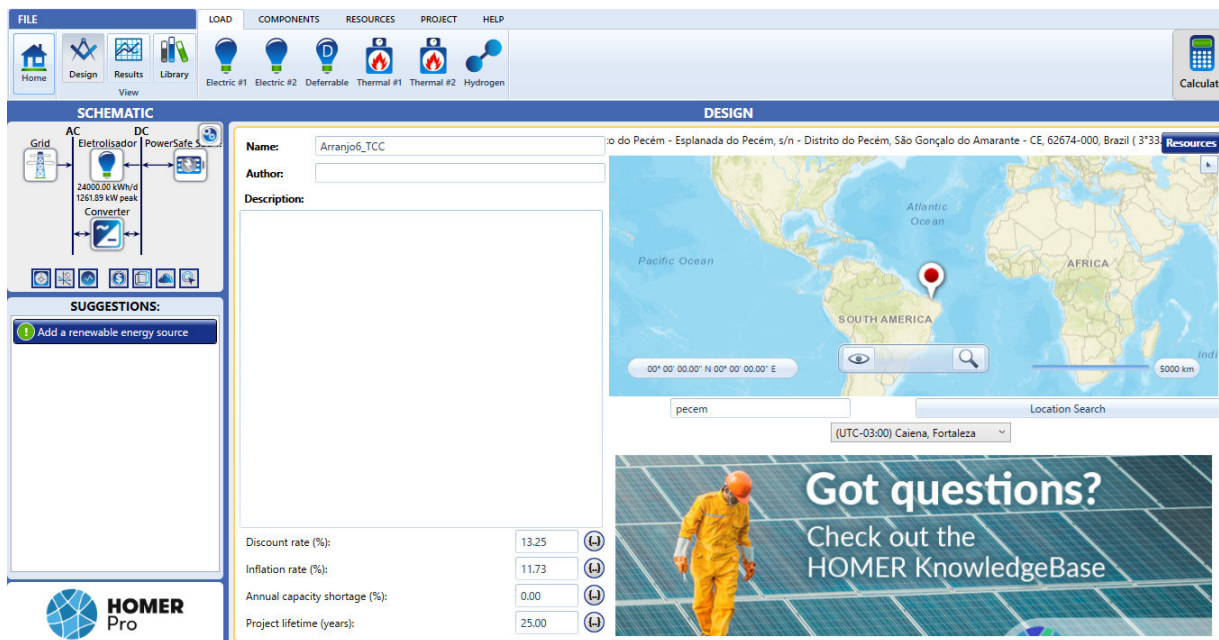 FILE
LOAD COMPONENTS RESOURCES PROJECT HELP
Home
Design Results Library
View
Electric #1 Electric #2 Deferrable Thermal #1 Thermal #2 Hydrogen
D
Calculat
SCHEMATIC
AC DC
Grid Eletrolisador PowerSafe
24000.00 kWh/d
1261.89 kW peak
Converter
SUGGESTIONS:
Add a renewable energy source
HOMER
Pro
DESIGN
Name: Arranjo6_TCC
Author:
Description:
Discount rate (%): 13.25
Inflation rate (%): 11.73
Annual capacity shortage (%): 0.00
Project lifetime (years): 25.00
to do Pecém - Esplanada do Pecém, s/n - Distrito do Pecém, São Gonçalo do Amarante - CE, 62674-000, Brazil ( 3°33.
Resources
Atlantic
Ocean
Pacific Ocean
AFRICA
SOUTH AMERICA
Indi
00° 00' 00.00" N 00° 00' 00.00" E
5000 km
pecem
Location Search
(UTC-03:00) Caiena, Fortaleza
Got questions?
Check out the
HOMER KnowledgeBase